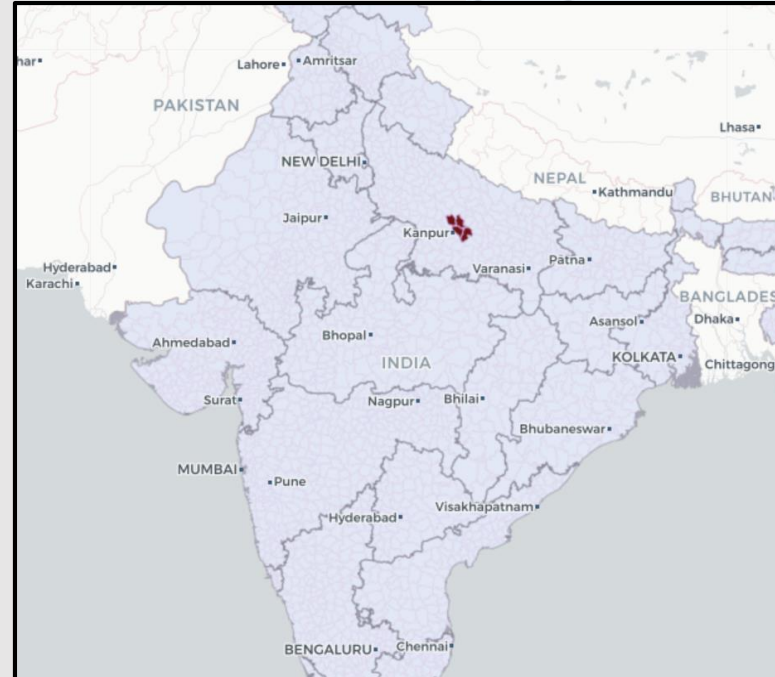 har
Lahore
Amritsar
PAKISTAN
Lhasa
NEW DELHI
NEPAL
Kathmandu
BHUTAN
Jaipur
Kanpur
Patna
Varanasi
Hyderabad
Karachi
BANGLADES
Dhaka
Asansol
Ahmedabad
Bhopal
KOLKATA
INDIA
Chittagong
Surat
Nagpur
Bhilai
Bhubaneswar
MUMBAI
Pune
Visakhapatnam
Hyderabad
BENGALURU
Chennai